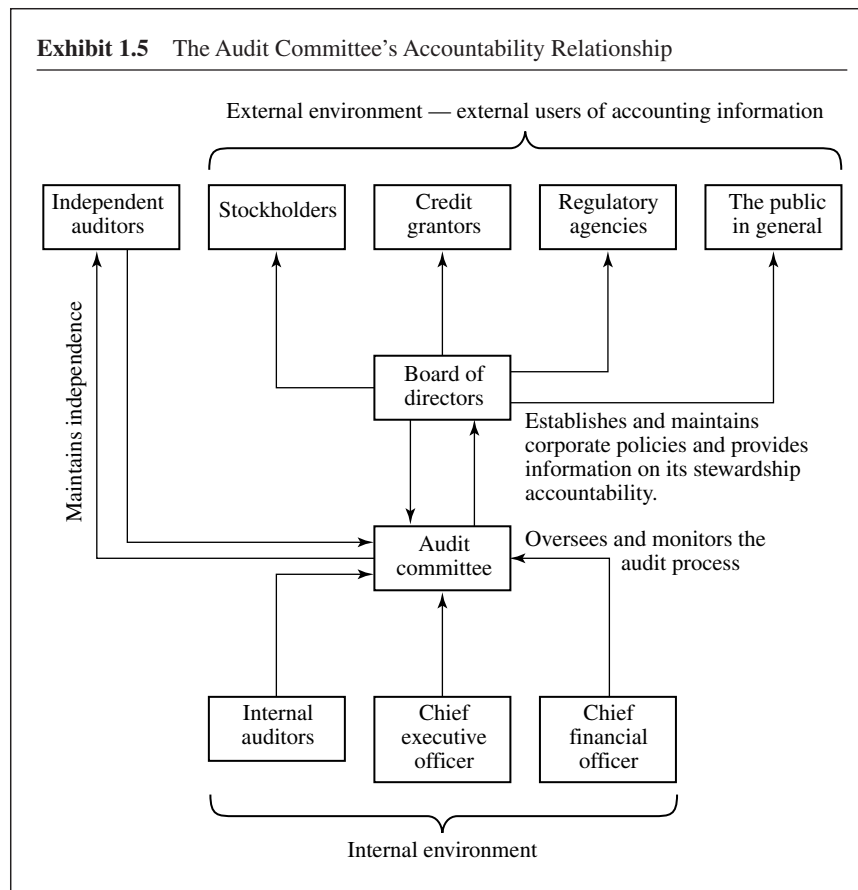 Exhibit 1.5 The Audit Committee's Accountability Relationship
External environment — external users of accounting information
Independent
auditors
Stockholders
Credit
grantors
Regulatory
agencies
The public
in general
Maintains independence
Board of
directors
Establishes and maintains
corporate policies and provides
information on its stewardship
accountability.
Audit
committee
Oversees and monitors the
audit process
Internal
auditors
Chief
executive
officer
Chief
financial
officer
Internal environment